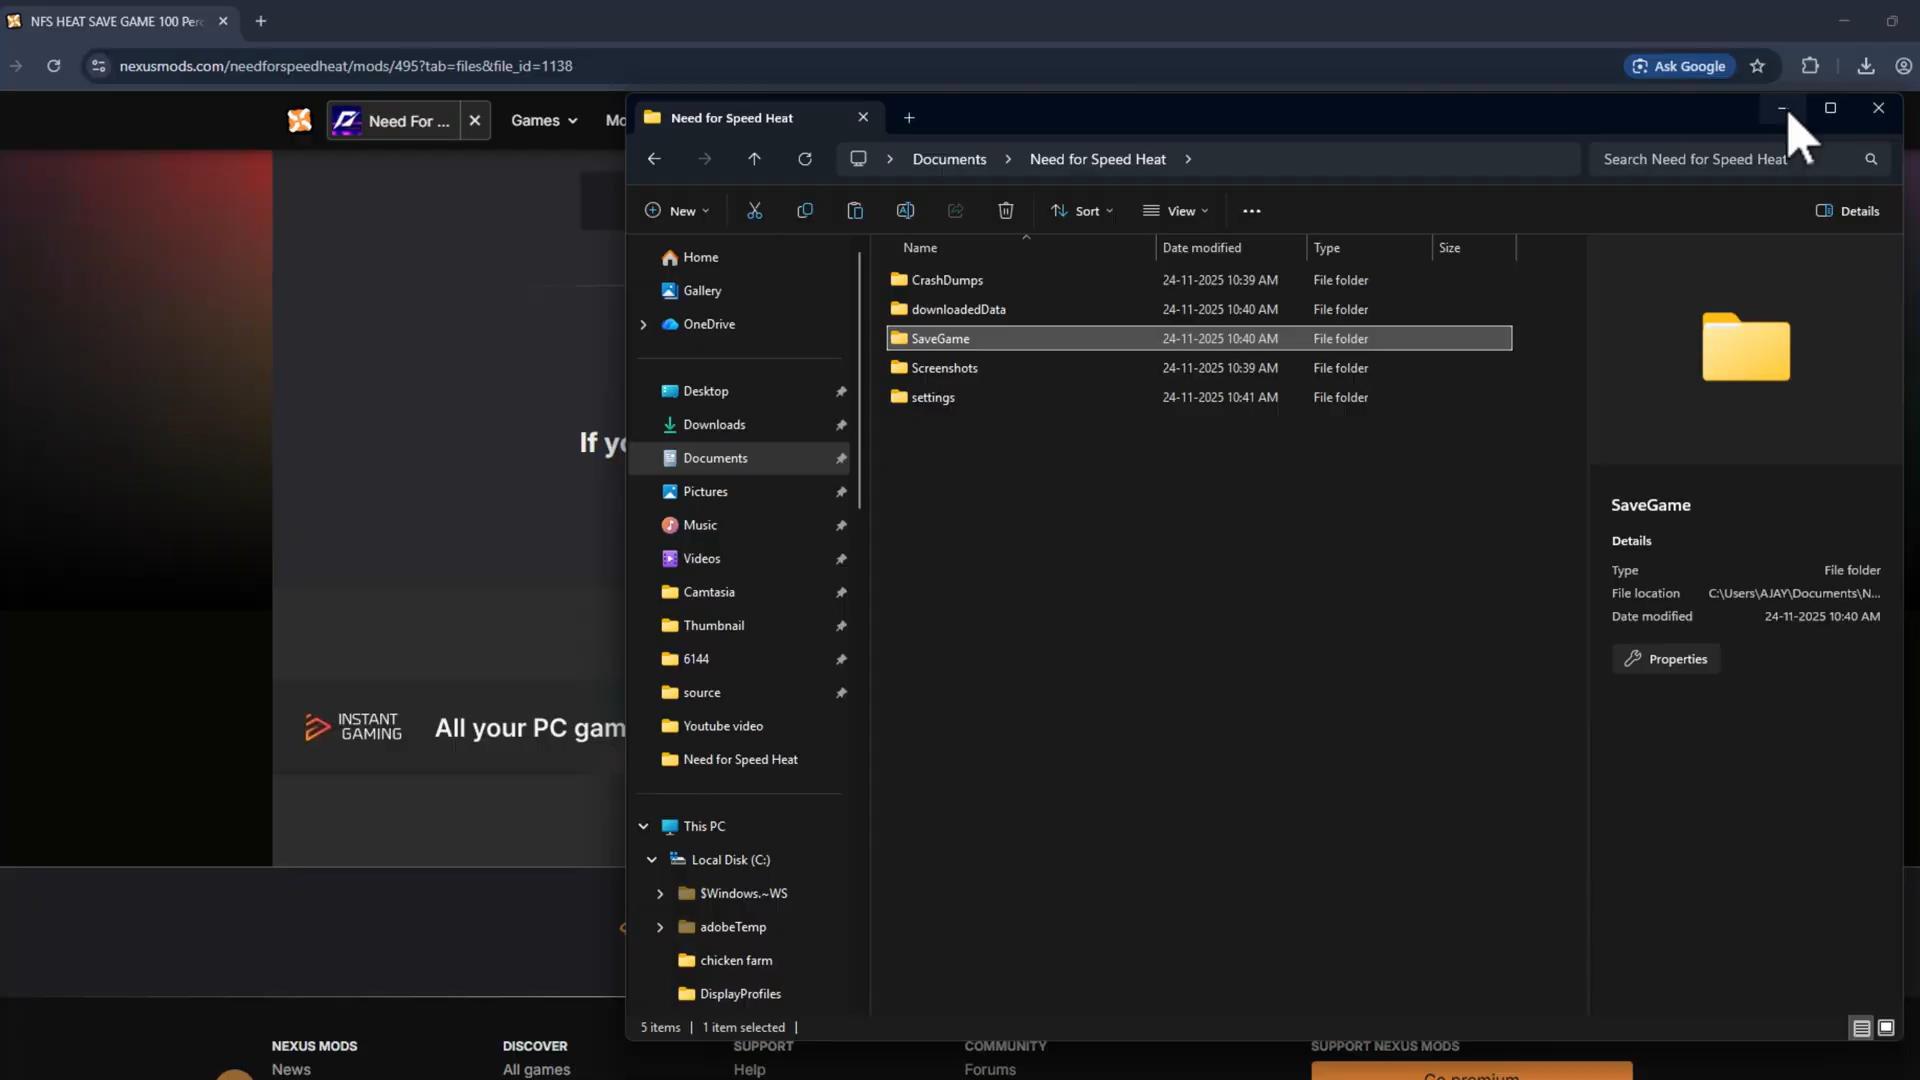 NFS HEAT SAVE GAME 100 Perc
nexusmods.com/needforspeedheat/mods/495?tab=files&file_id=1138
Ask Google
Need For ...
Games
Mo
Need for Speed Heat
Documents
Need for Speed Heat
Search Need for Speed Heat
New
Sort
View
Details
Name
Date modified
Type
Size
Home
Gallery
OneDrive
Desktop
Downloads
Documents
Pictures
Music
Videos
Camtasia
Thumbnail
6144
source
Youtube video
Need for Speed Heat
This PC
Local Disk (C:)
$Windows.~WS
adobeTemp
chicken farm
DisplayProfiles
CrashDumps 24-11-2025 10:39 AM File folder
downloadedData 24-11-2025 10:40 AM File folder
SaveGame 24-11-2025 10:40 AM File folder
Screenshots 24-11-2025 10:39 AM File folder
settings 24-11-2025 10:41 AM File folder
SaveGame
Details
Type File folder
File location C:\Users\AJAY\Documents\N...
Date modified 24-11-2025 10:40 AM
Properties
5 items
1 item selected
If yo
INSTANT
GAMING
All your PC gam
NEXUS MODS
DISCOVER
SUPPORT
COMMUNITY
SUPPORT NEXUS MODS
News
All games
Help
Forums
Go premium